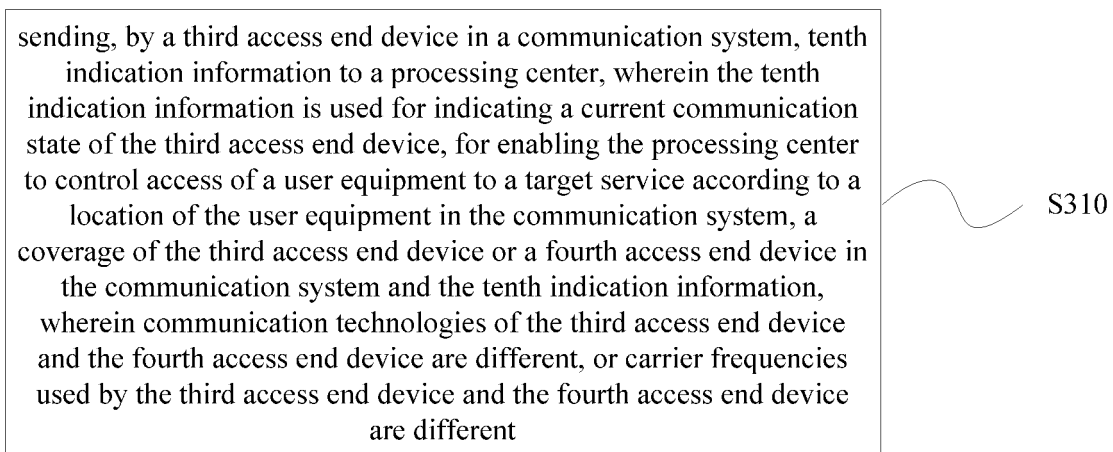 sending, by a third access end device in a communication system, tenth
indication information to a processing center, wherein the tenth
indication information is used for indicating a current communication
state of the third access end device, for enabling the processing center
to control access of a user equipment to a target service according to a
location of the user equipment in the communication system, a
coverage of the third access end device or a fourth access end device in
the communication system and the tenth indication information,
wherein communication technologies of the third access end device
and the fourth access end device are different, or carrier frequencies
used by the third access end device and the fourth access end device
are different
S310